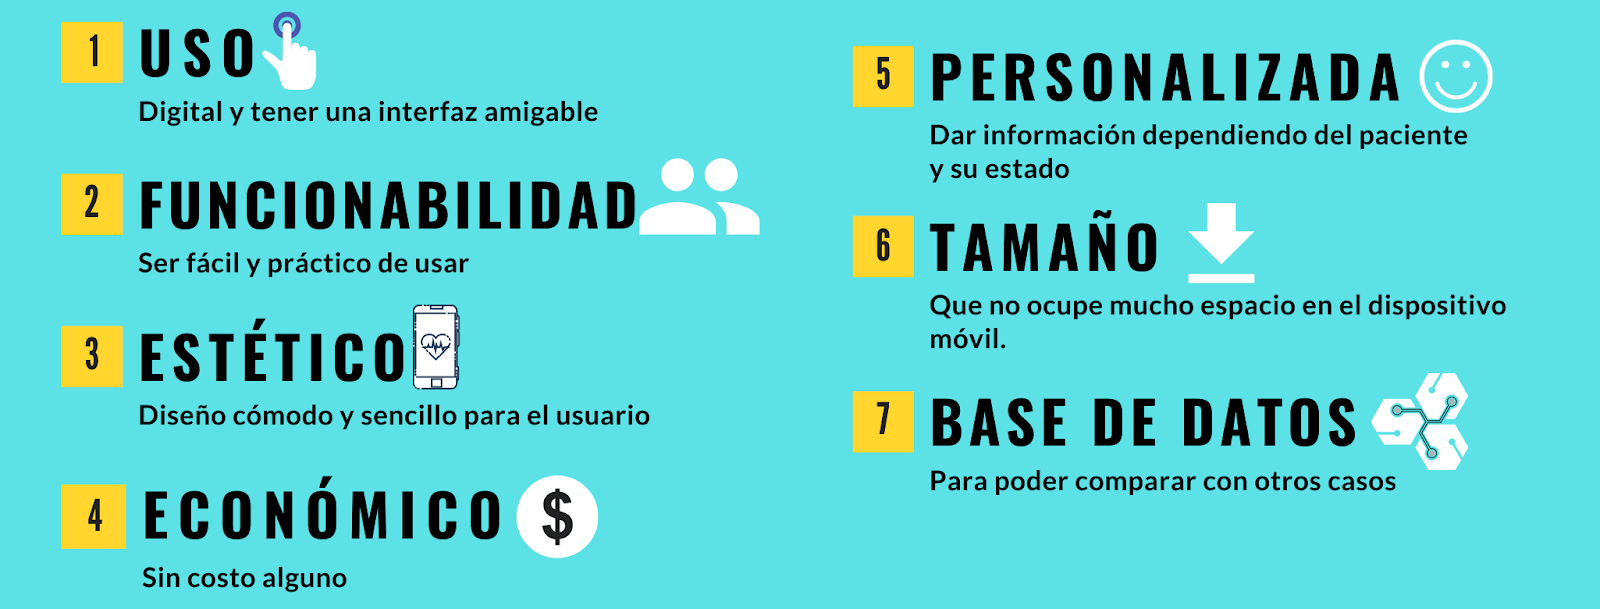 1 USO
Digital y tener una interfaz amigable
2 FUNCIONABILIDAD
Ser fácil y práctico de usar
3 ESTÉTICO
Diseño cómodo y sencillo para el usuario
4 ECONÓMICO $
Sin costo alguno
5 PERSONALIZADA
Dar información dependiendo del paciente
y su estado
6 TAMAÑO
Que no ocupe mucho espacio en el dispositivo
móvil.
7 BASE DE DATOS
Para poder comparar con otros casos